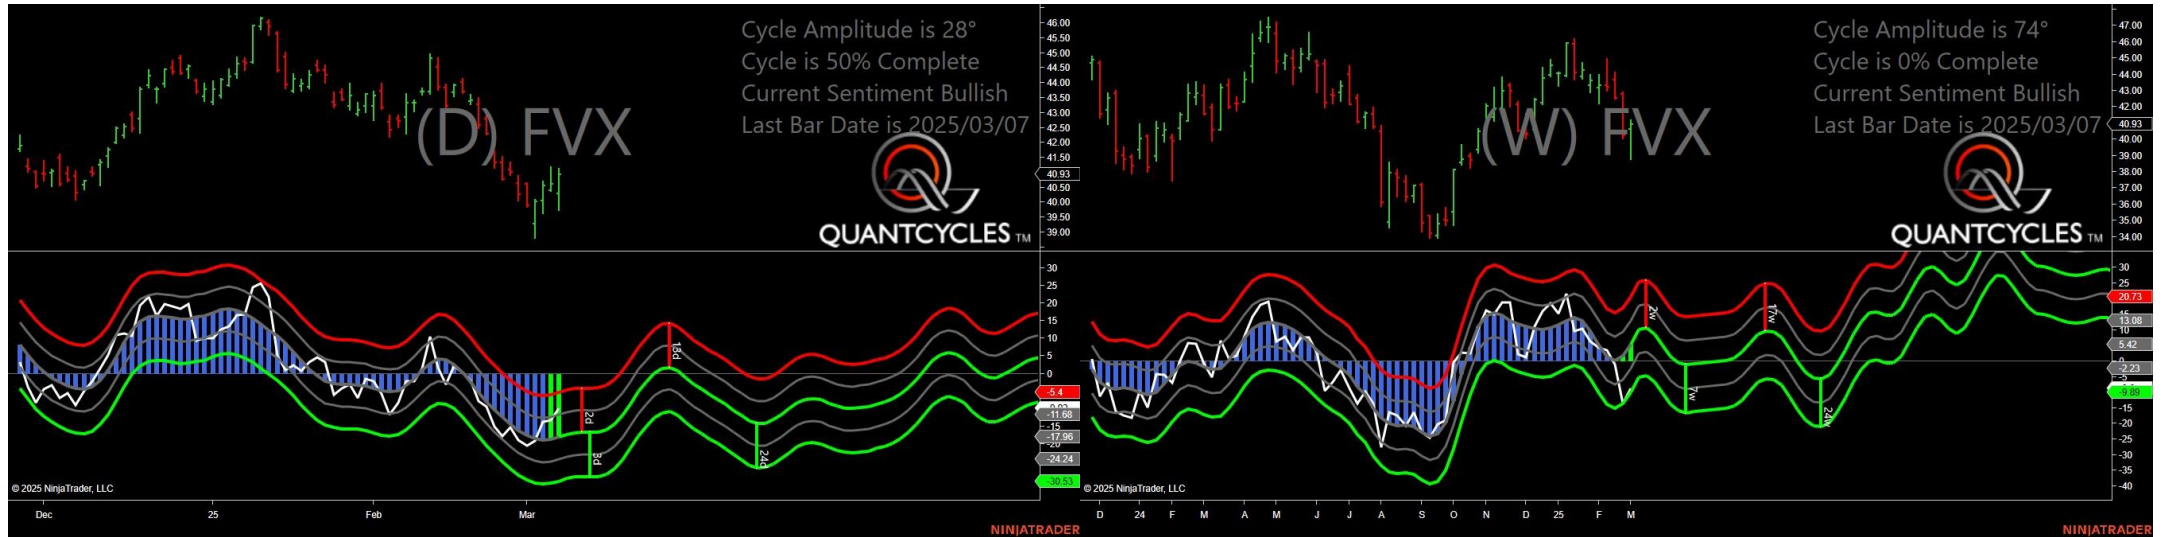 Cycle Amplitude is 28°
Cycle is 50% Complete
Current Sentiment Bullish
Last Bar Date is 2025/03/07
(D) FVX
QUANTCYCLES TM
46.00
45.50
45.00
44.50
44.00
43.50
43.00
42.50
42.00
41.50
40.93
40.50
40.00
39.50
39.00
30
25
20
15
10
5
0
-5.4
-11.68
-17.96
-24.24
-30.53
-35
2d
3d
13d
24d
© 2025 NinjaTrader, LLC
Dec
25
Feb
Mar
NINJATRADER
Cycle Amplitude is 74°
Cycle is 0% Complete
Current Sentiment Bullish
Last Bar Date is 2025/03/07
(W) FVX
QUANTCYCLES TM
47.00
46.00
45.00
44.00
43.00
42.00
40.93
40.00
39.00
38.00
37.00
36.00
35.00
34.00
30
25
20.73
13.08
10
5.42
-2.23
-9.89
-15
-20
-25
-30
-35
-40
2w
7w
17w
24w
© 2025 NinjaTrader, LLC
D
24
F
M
A
M
J
J
A
S
O
N
D
25
F
M
NINJATRADER